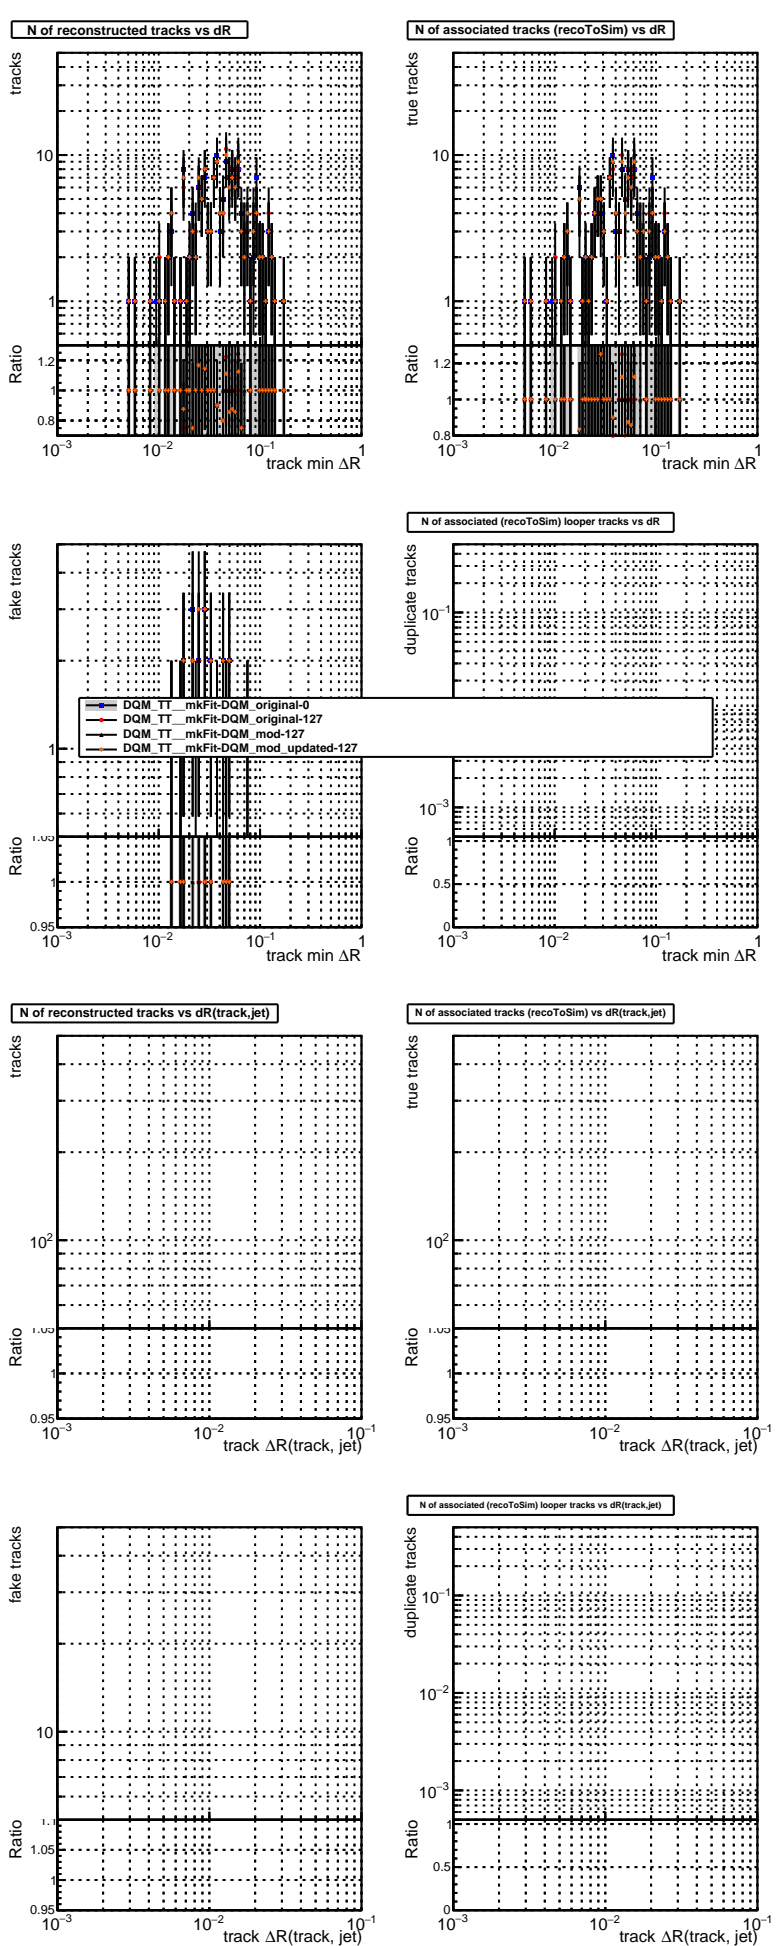 N of reconstructed tracks vs dR
tracks
10
1
Ratio
1.2
1
0.8
10−3
10−2
10−1
1
track min ΔR
N of associated tracks (recoToSim) vs dR
true tracks
10
1
Ratio
1.2
1
0.8
10−3
10−2
10−1
1
track min ΔR
fake tracks
1
Ratio
1.05
1
0.95
10−3
10−2
10−1
1
track min ΔR
N of associated (recoToSim) looper tracks vs dR
duplicate tracks
10−1
10−3
Ratio
1
0.5
0
10−3
10−2
10−1
1
track min ΔR
DQM_TT__mkFit-DQM_original-0
DQM_TT__mkFit-DQM_original-127
DQM_TT__mkFit-DQM_mod-127
DQM_TT__mkFit-DQM_mod_updated-127
N of reconstructed tracks vs dR(track,jet)
tracks
102
Ratio
1.05
1
0.95
10−3
10−2
10−1
track ΔR(track, jet)
N of associated tracks (recoToSim) vs dR(track,jet)
true tracks
102
Ratio
1.05
1
0.95
10−3
10−2
10−1
track ΔR(track, jet)
fake tracks
10
Ratio
1.1
1.05
1
0.95
10−3
10−2
10−1
track ΔR(track, jet)
N of associated (recoToSim) looper tracks vs dR(track,jet)
duplicate tracks
10−1
10−2
10−3
Ratio
1
0.5
0
10−3
10−2
10−1
track ΔR(track, jet)